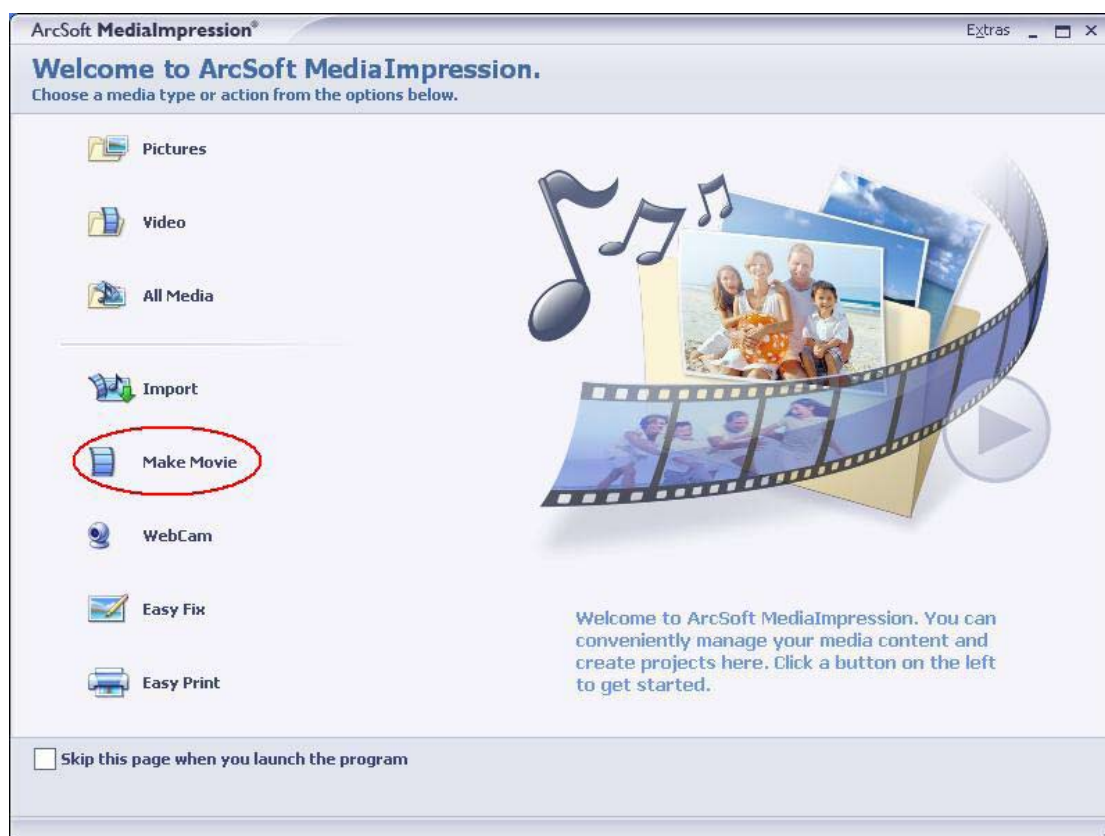 ArcSoft MediaImpression®
Extras
Welcome to ArcSoft MediaImpression.
Choose a media type or action from the options below.
Pictures
Video
All Media
Import
Make Movie
WebCam
Easy Fix
Easy Print
Welcome to ArcSoft MediaImpression. You can
conveniently manage your media content and
create projects here. Click a button on the left
to get started.
Skip this page when you launch the program